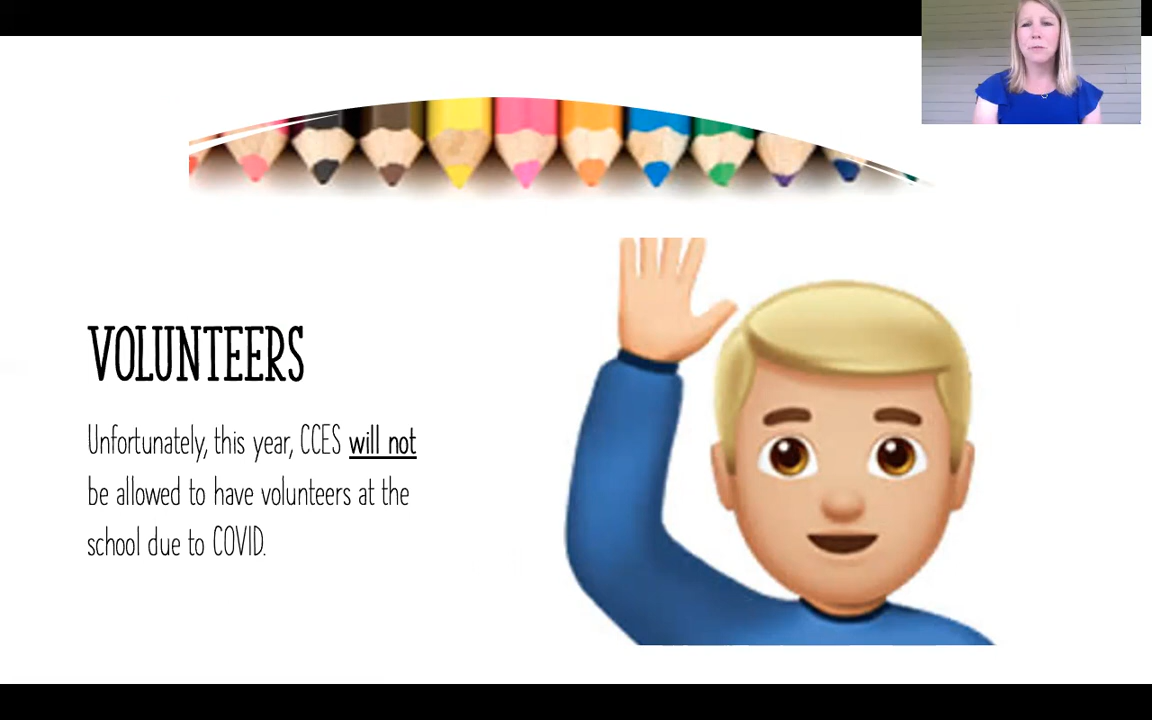 VOLUNTEERS
Unfortunately, this year, CCES will not
be allowed to have volunteers at the
school due to COVID.